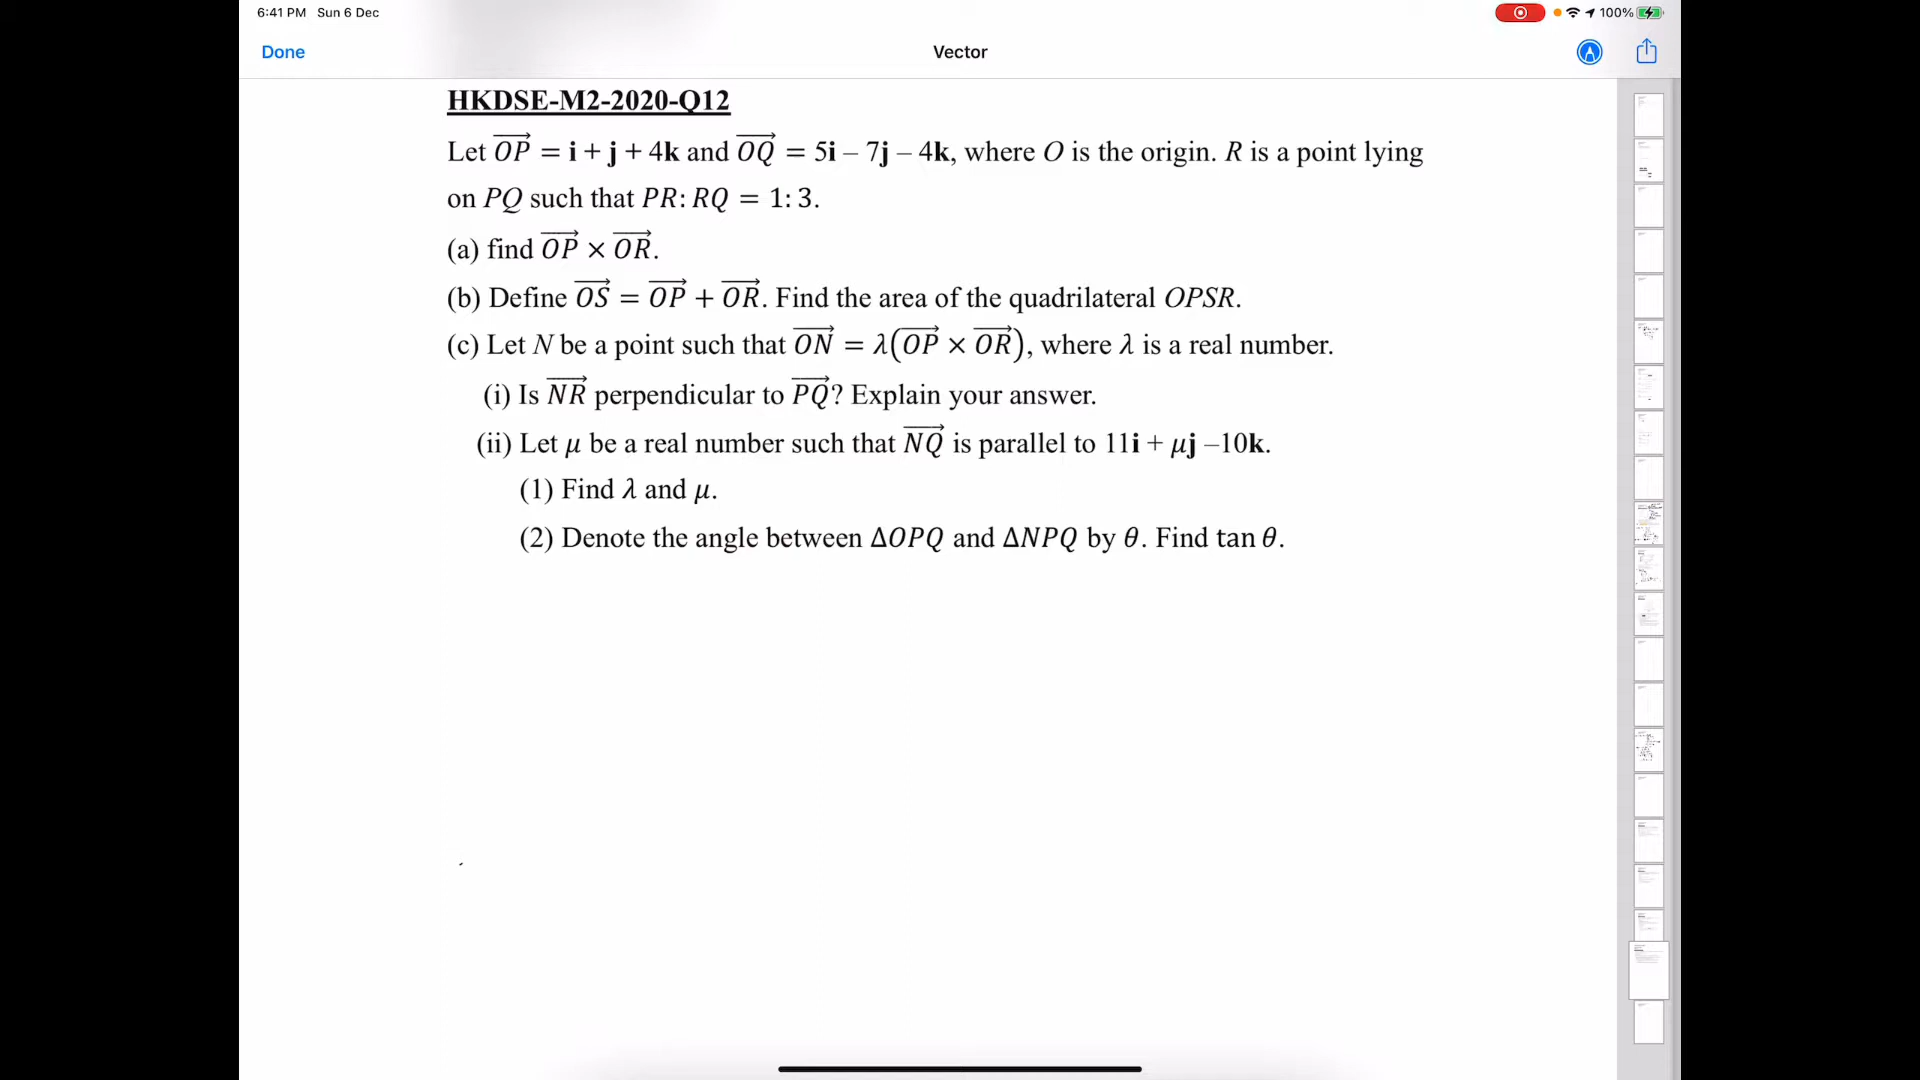 6:41 PM Sun 6 Dec
100%
Done
Vector
HKDSE-M2-2020-Q12
Let \overrightarrow{OP} = i + j + 4k and \overrightarrow{OQ} = 5i – 7j – 4k, where O is the origin. R is a point lying
on PQ such that PR: RQ = 1: 3.
(a) find \overrightarrow{OP} × \overrightarrow{OR}.
(b) Define \overrightarrow{OS} = \overrightarrow{OP} + \overrightarrow{OR}. Find the area of the quadrilateral OPSR.
(c) Let N be a point such that \overrightarrow{ON} = λ(\overrightarrow{OP} × \overrightarrow{OR}), where λ is a real number.
(i) Is \overrightarrow{NR} perpendicular to \overrightarrow{PQ}? Explain your answer.
(ii) Let μ be a real number such that \overrightarrow{NQ} is parallel to 11i + μj –10k.
(1) Find λ and μ.
(2) Denote the angle between ΔOPQ and ΔNPQ by θ. Find tan θ.